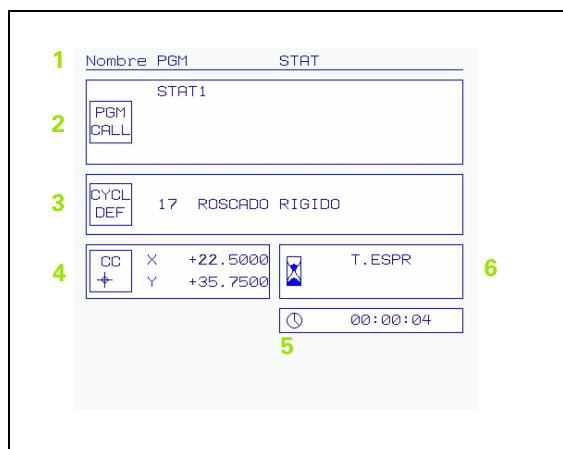 1 Nombre PGM STAT
STAT1
2 PGM CALL
3 CYCL DEF 17 ROSCADO RIGIDO
4 CC X +22.5000
Y +35.7500
T.ESPR 6
00:00:04
5